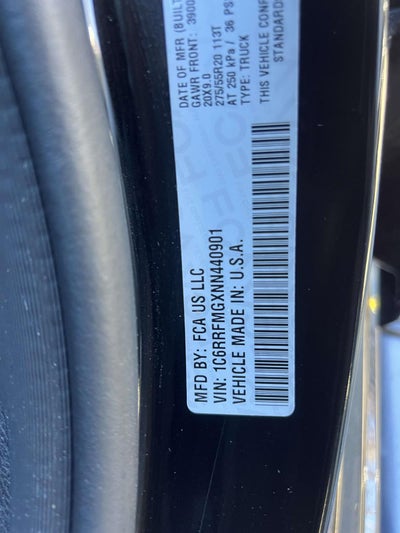 DATE OF MFR (BUILT
GAWR FRONT: 3900
20X9.0
275/55R20 113T
AT 250 kPa / 36 PS
TYPE: TRUCK
THIS VEHICLE CONF
STANDARDS
MFD BY: FCA US LLC
VIN: 1C6RRFMGXNN440901
VEHICLE MADE IN: U.S.A.